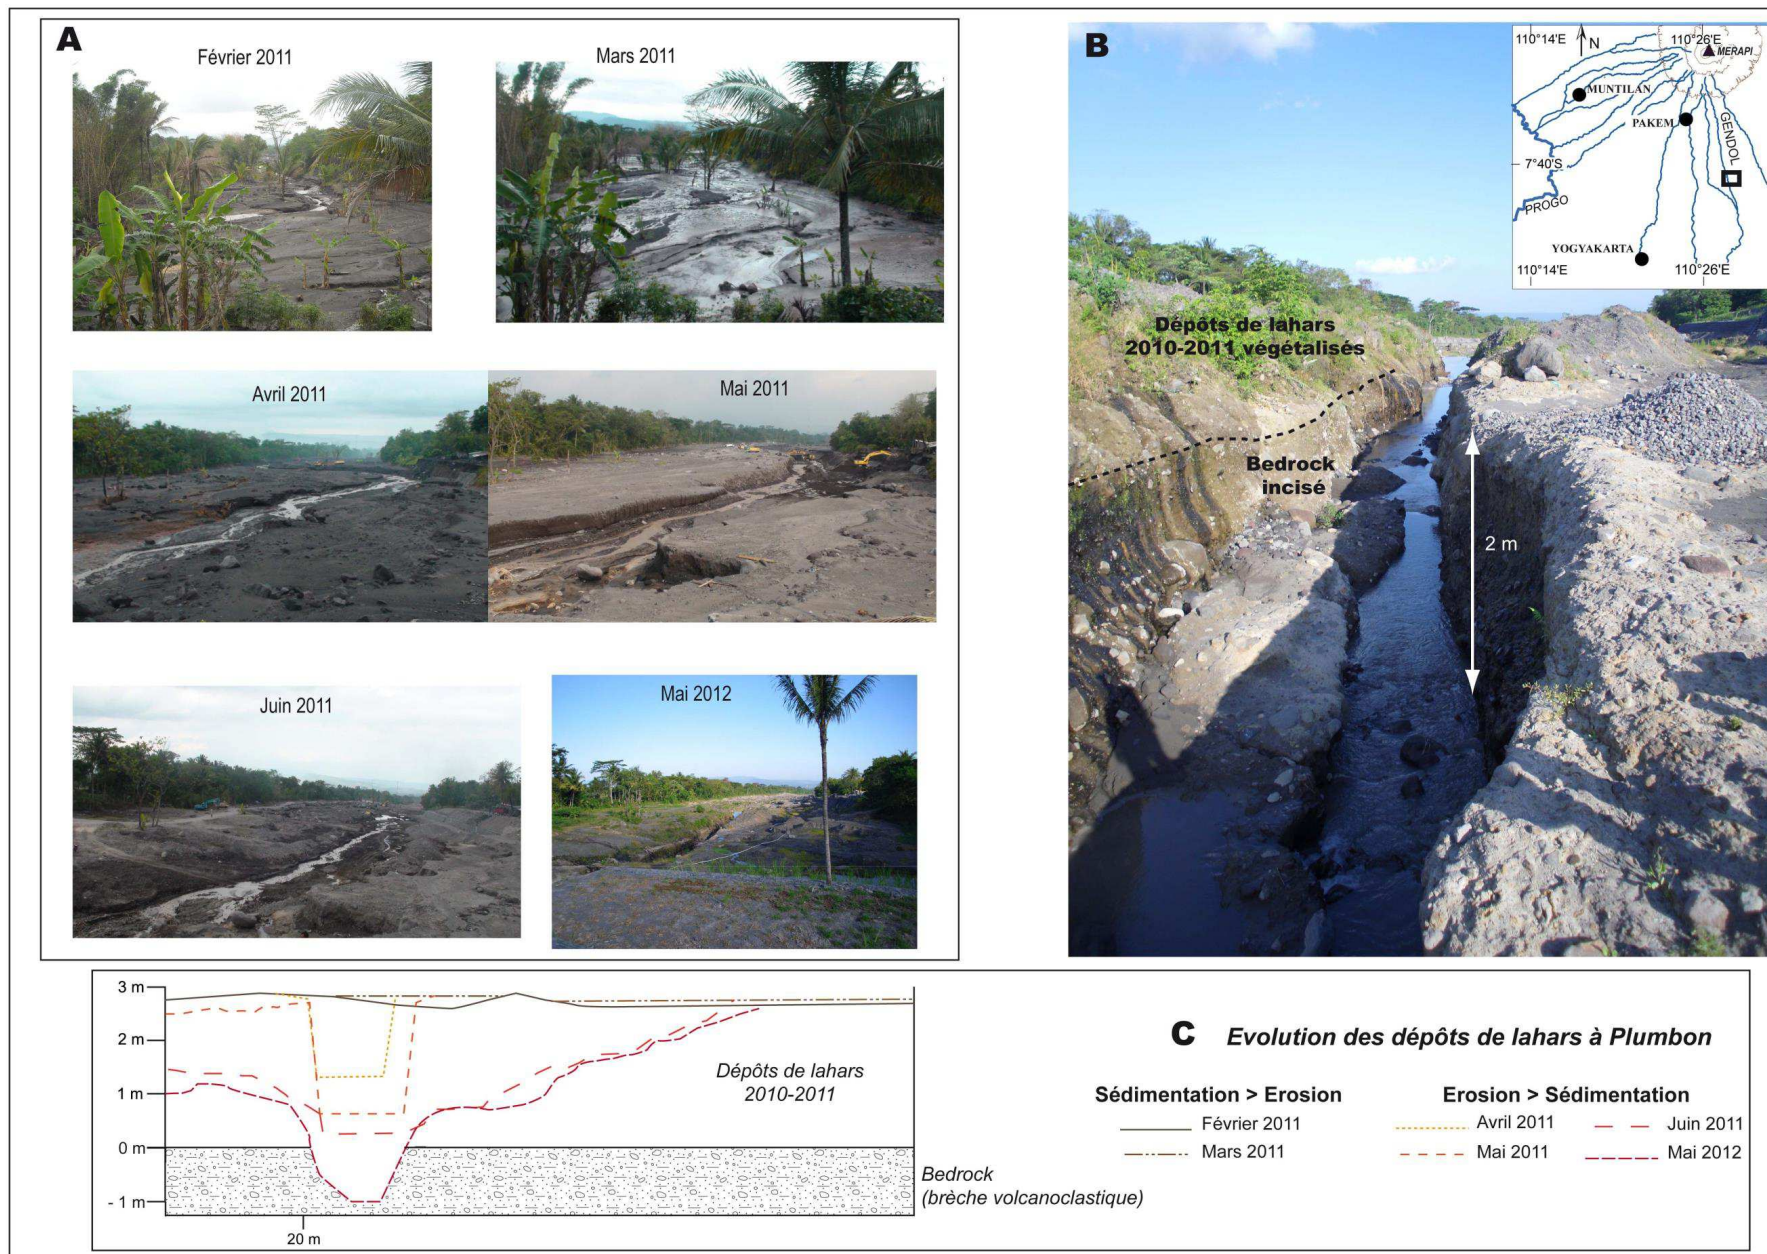 A
Février 2011
Mars 2011
Avril 2011
Mai 2011
Juin 2011
Mai 2012
B
110°14'E
N
110°26'E
MERAPI
MUNTILAN
PAKEM
GENDOL
7°40'S
PROGO
YOGYAKARTA
110°14'E
110°26'E
Dépôts de lahars
2010-2011 végétalisés
Bedrock
incisé
2 m
3 m
2 m
1 m
0 m
- 1 m
20 m
Dépôts de lahars
2010-2011
Bedrock
(brèche volcanoclastique)
C Evolution des dépôts de lahars à Plumbon
Sédimentation > Erosion
Février 2011
Mars 2011
Erosion > Sédimentation
Avril 2011
Juin 2011
Mai 2011
Mai 2012